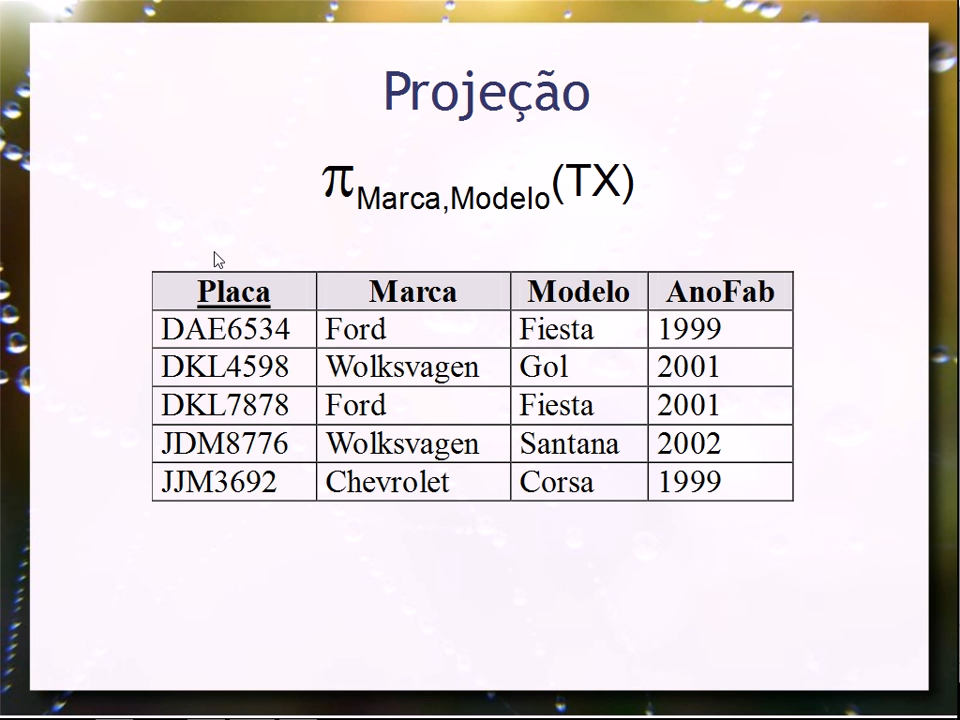 Projeção
πMarca,Modelo(TX)
Placa Marca Modelo AnoFab
DAE6534 Ford Fiesta 1999
DKL4598 Wolksvagen Gol 2001
DKL7878 Ford Fiesta 2001
JDM8776 Wolksvagen Santana 2002
JJM3692 Chevrolet Corsa 1999